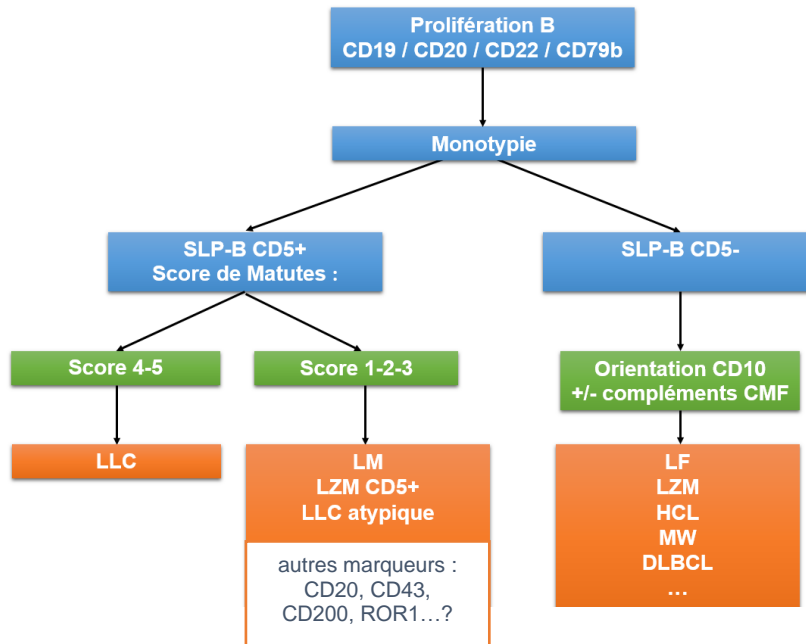 Prolifération B
CD19 / CD20 / CD22 / CD79b
Monotypie
SLP-B CD5+
Score de Matutes :
SLP-B CD5-
Score 4-5
Score 1-2-3
Orientation CD10
+/- compléments CMF
LLC
LM
LZM CD5+
LLC atypique
autres marqueurs :
CD20, CD43,
CD200, ROR1…?
LF
LZM
HCL
MW
DLBCL
…